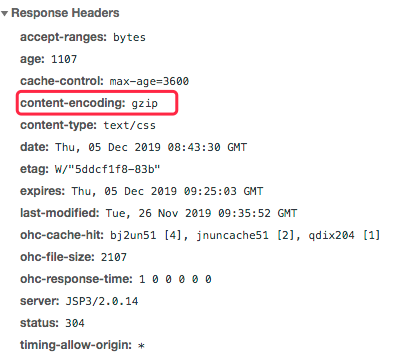 Response Headers
accept-ranges: bytes
age: 1107
cache-control: max-age=3600
content-encoding: gzip
content-type: text/css
date: Thu, 05 Dec 2019 08:43:30 GMT
etag: W/"5ddcf1f8-83b"
expires: Thu, 05 Dec 2019 09:25:03 GMT
last-modified: Tue, 26 Nov 2019 09:35:52 GMT
ohc-cache-hit: bj2un51 [4], jnuncache51 [2], qdix204 [1]
ohc-file-size: 2107
ohc-response-time: 1 0 0 0 0 0
server: JSP3/2.0.14
status: 304
timing-allow-origin: *